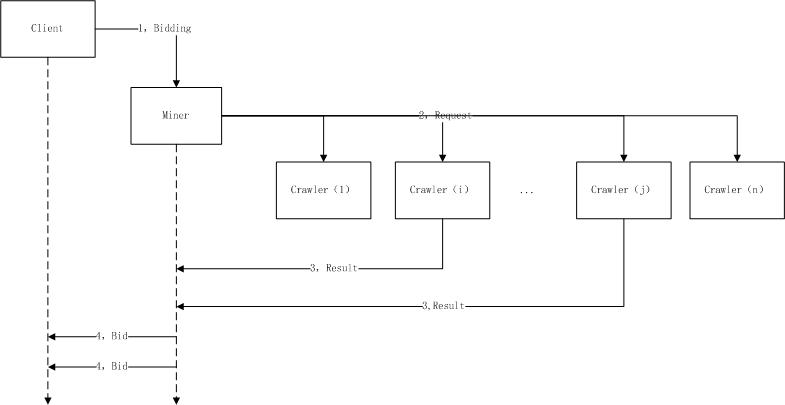 Client
1, Bidding
Miner
2, Request
Crawler (1)
Crawler (i)
...
Crawler (j)
Crawler (n)
3, Result
3,Result
4, Bid
4, Bid